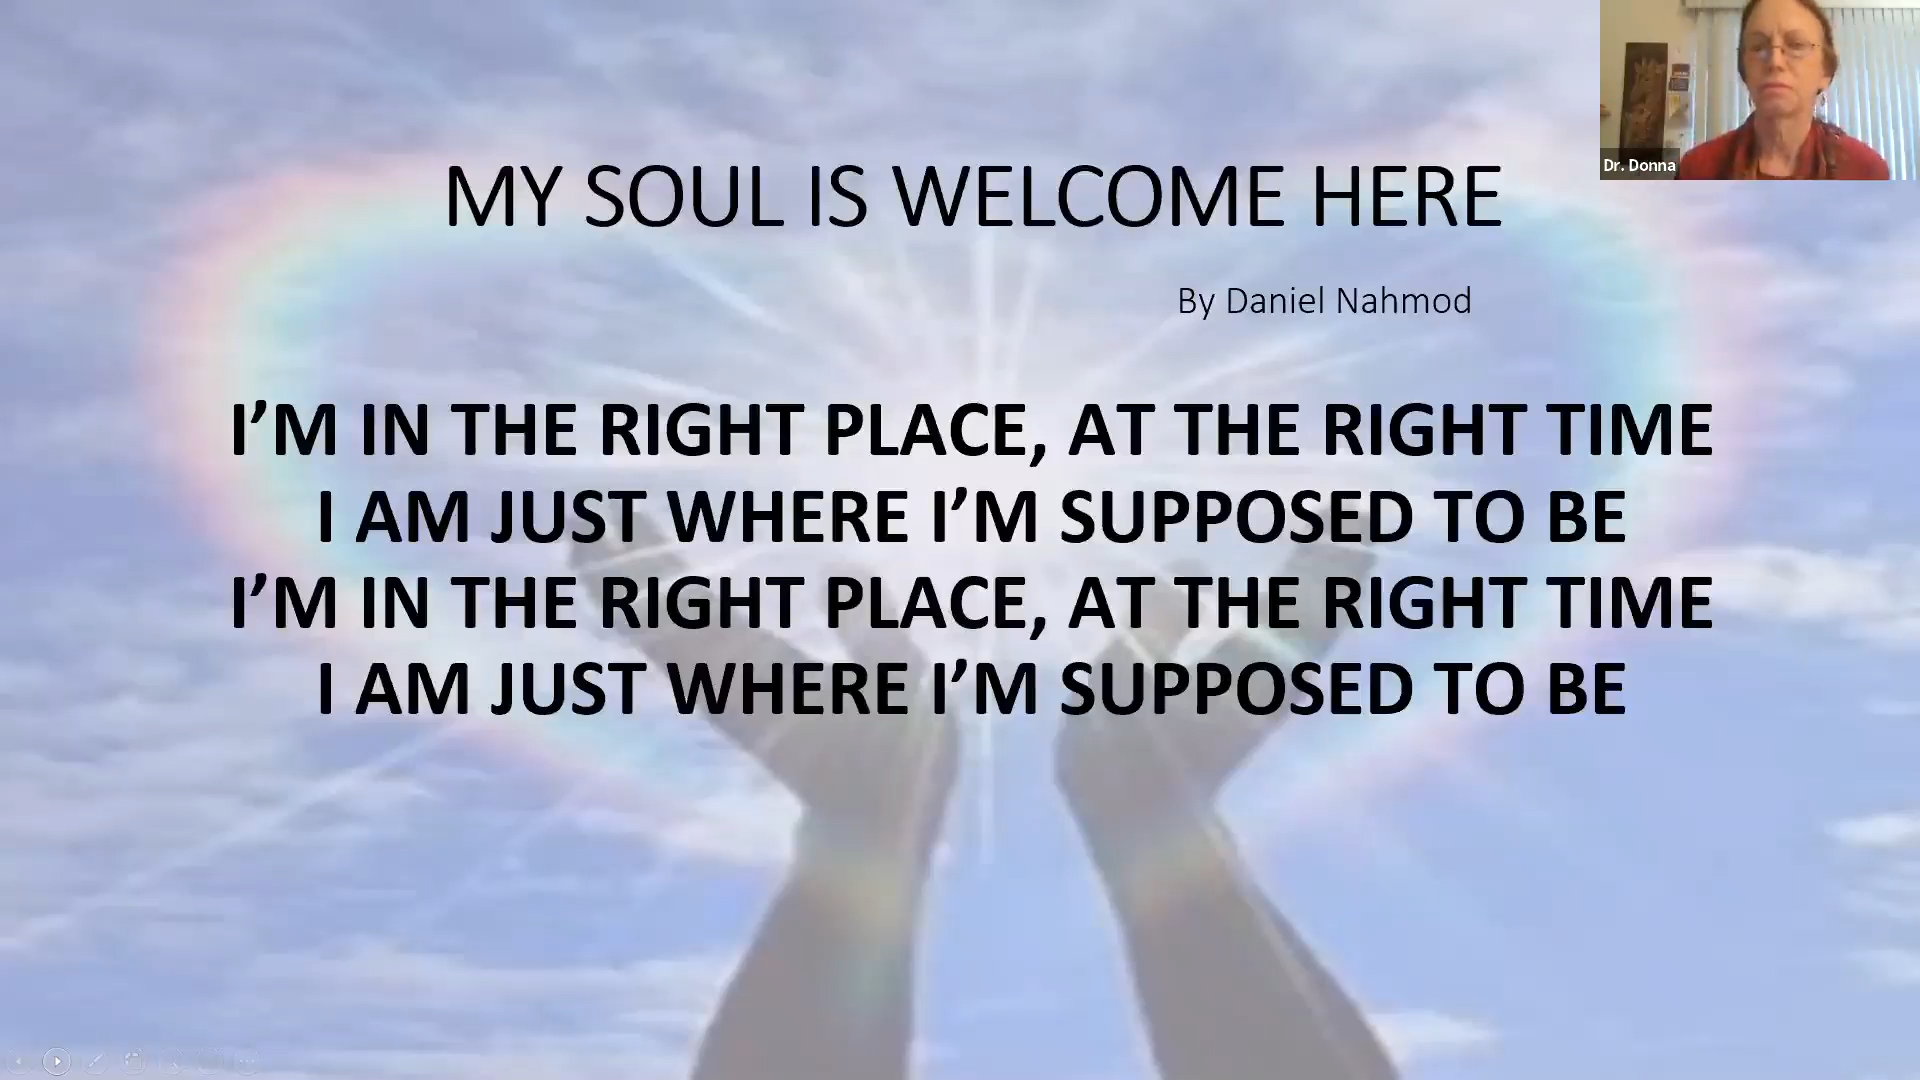 MY SOUL IS WELCOME HERE
By Daniel Nahmod
I’M IN THE RIGHT PLACE, AT THE RIGHT TIME
I AM JUST WHERE I’M SUPPOSED TO BE
I’M IN THE RIGHT PLACE, AT THE RIGHT TIME
I AM JUST WHERE I’M SUPPOSED TO BE
Dr. Donna